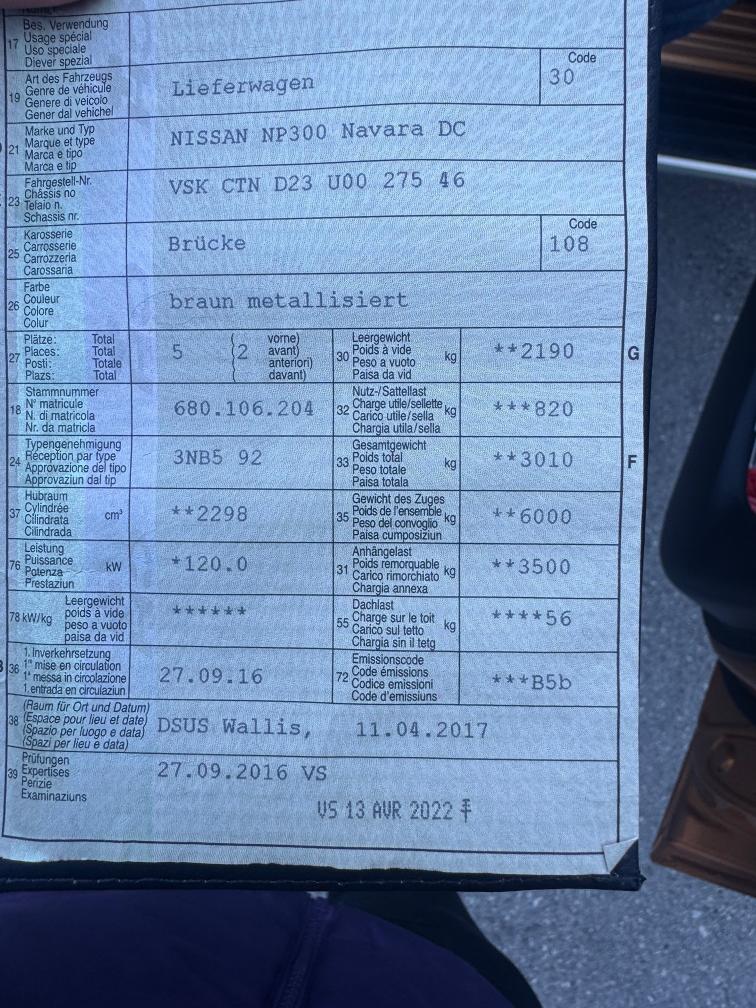 17 Bes. Verwendung
Usage spécial
Uso speciale
Diever spezial
19 Art des Fahrzeugs
Genre de véhicule
Genere di veicolo
Gener dal vehichel
Lieferwagen
Code
30
21 Marke und Typ
Marque et type
Marca e tipo
Marca e tip
NISSAN NP300 Navara DC
23 Fahrgestell-Nr.
Châssis no
Telaio n.
Schassis nr.
VSK CTN D23 U00 275 46
25 Karosserie
Carrosserie
Carrozzeria
Carossaria
Brücke
Code
108
26 Farbe
Couleur
Colore
Colur
braun metallisiert
27 Plätze: Total
Places: Total
Posti: Totale
Plazs: Total
5 (2 vorne)
avant)
anteriori)
davant)
30 Leergewicht
Poids à vide kg
Peso a vuoto
Paisa da vid
**2190
G
18 Stammnummer
N° matricule
N. di matricola
Nr. da matricla
680.106.204
32 Nutz-/Sattellast
Charge utile/sellette kg
Carico utile/sella
Chargia utila/sella
***820
24 Typengenehmigung
Réception par type
Approvazione del tipo
Approvaziun dal tip
3NB5 92
33 Gesamtgewicht
Poids total kg
Peso totale
Paisa totala
**3010
F
37 Hubraum
Cylindrée cm³
Cilindrata
Cilindrada
**2298
35 Gewicht des Zuges
Poids de l'ensemble kg
Peso del convoglio
Paisa cumposiziun
**6000
76 Leistung
Puissance kW
Potenza
Prestaziun
*120.0
31 Anhängelast
Poids remorquable kg
Carico rimorchiato
Chargia annexa
**3500
78 kW/kg Leergewicht
poids à vide
peso a vuoto
paisa da vid
******
55 Dachlast
Charge sur le toit kg
Carico sul tetto
Chargia sin il tetg
****56
36 1. Inverkehrsetzung
1re mise en circulation
1a messa in circolazione
1. entrada en circulaziun
27.09.16
72 Emissionscode
Code émissions
Codice emissioni
Code d'emissiuns
***B5b
38 (Raum für Ort und Datum)
(Espace pour lieu et date)
(Spazio per luogo e data)
(Spazi per lieu e data)
DSUS Wallis, 11.04.2017
39 Prüfungen
Expertises
Perizie
Examinaziuns
27.09.2016 VS
VS 13 AVR 2022